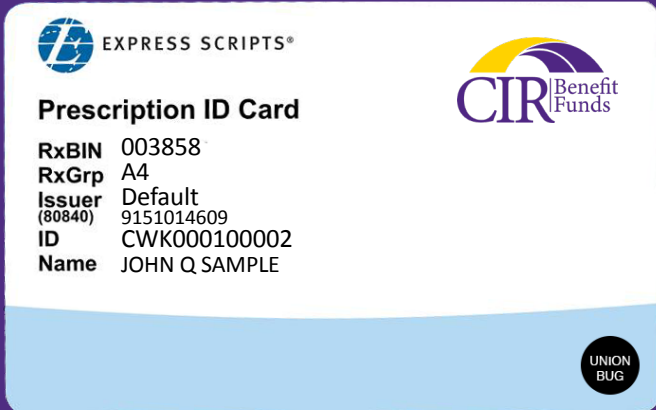 EXPRESS SCRIPTS®
CIR Benefit Funds
Prescription ID Card
RxBIN 003858
RxGrp A4
Issuer Default
(80840) 9151014609
ID CWK000100002
Name JOHN Q SAMPLE
UNION
BUG